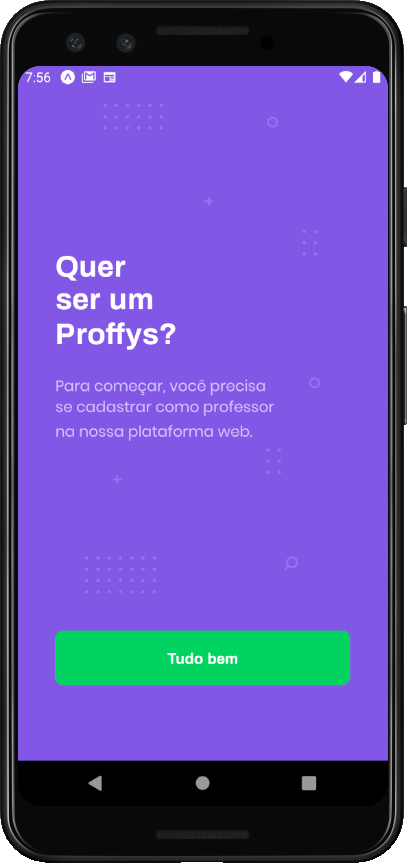 7:56
Quer
ser um
Proffys?
Para começar, você precisa
se cadastrar como professor
na nossa plataforma web.
Tudo bem